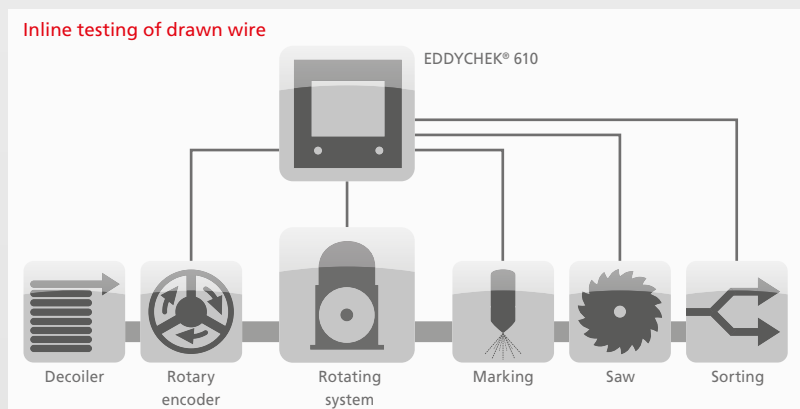 Inline testing of drawn wire
EDDYCHEK® 610
Decoiler
Rotary
encoder
Rotating
system
Marking
Saw
Sorting